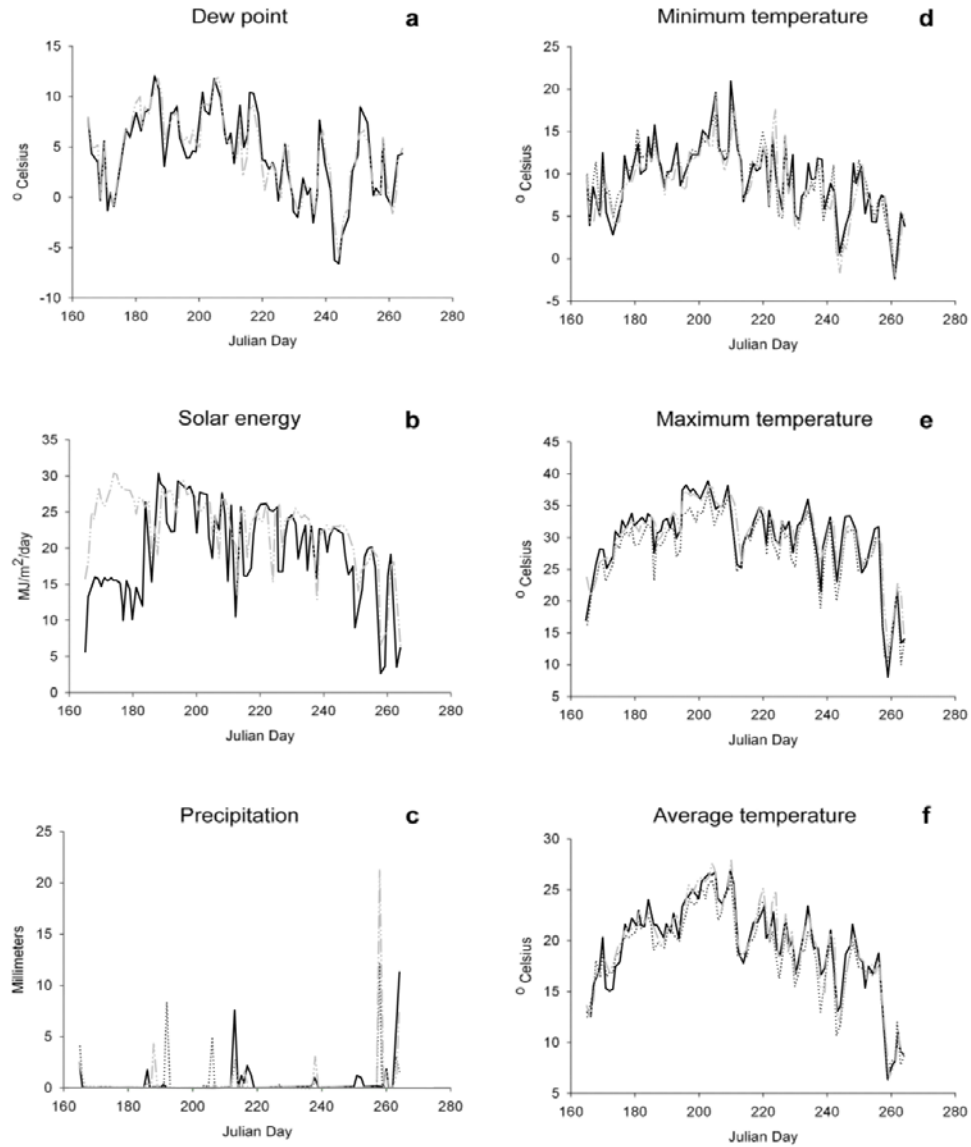 Dew point
a
15
10
5
0
-5
-10
º Celsius
160 180 200 220 240 260 280
Julian Day
Minimum temperature
d
25
20
15
10
5
0
-5
º Celsius
160 180 200 220 240 260 280
Julian Day
Solar energy
b
35
30
25
20
15
10
5
0
MJ/m²/day
160 180 200 220 240 260 280
Julian Day
Maximum temperature
e
45
40
35
30
25
20
15
10
5
º Celsius
160 180 200 220 240 260 280
Julian Day
Precipitation
c
25
20
15
10
5
0
Millimeters
160 180 200 220 240 260 280
Julian Day
Average temperature
f
30
25
20
15
10
5
º Celsius
160 180 200 220 240 260 280
Julian Day